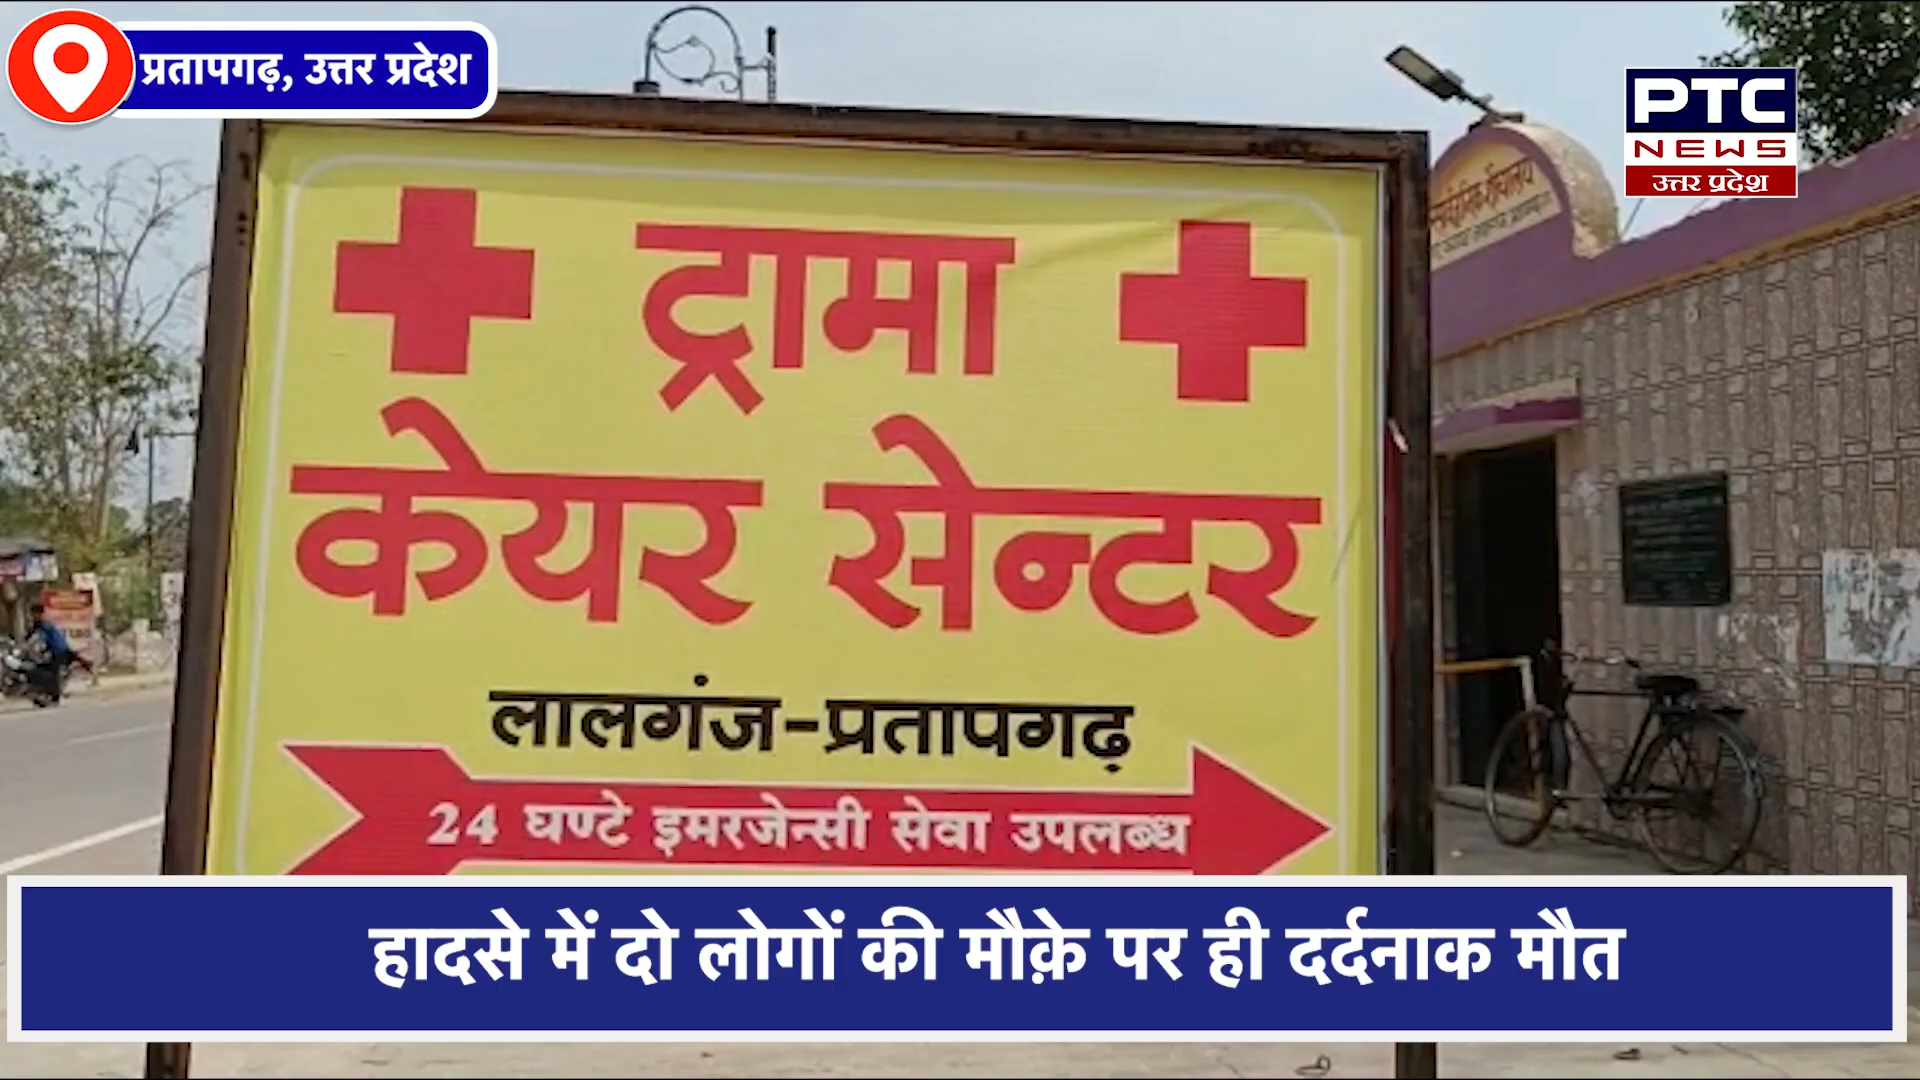 प्रतापगढ़, उत्तर प्रदेश
PTC
NEWS
उत्तर प्रदेश
ट्रामा
केयर सेन्टर
लालगंज-प्रतापगढ़
24 घण्टे इमरजेन्सी सेवा उपलब्ध
हादसे में दो लोगों की मौक़े पर ही दर्दनाक मौत